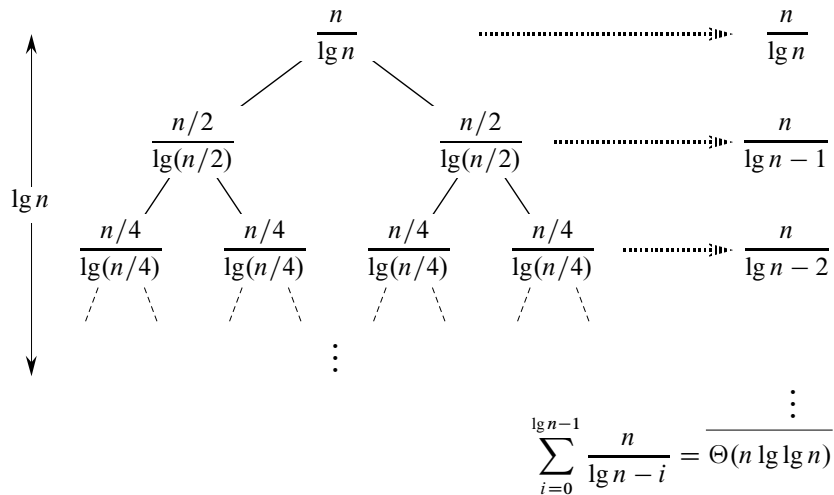 n/lg n n/lg n
(n/2)/lg(n/2) (n/2)/lg(n/2) n/(lg n − 1)
lg n
(n/4)/lg(n/4) (n/4)/lg(n/4) (n/4)/lg(n/4) (n/4)/lg(n/4) n/(lg n − 2)
⋮
⋮
∑_{i=0}^{lg n−1} n/(lg n − i) = Θ(n lg lg n)